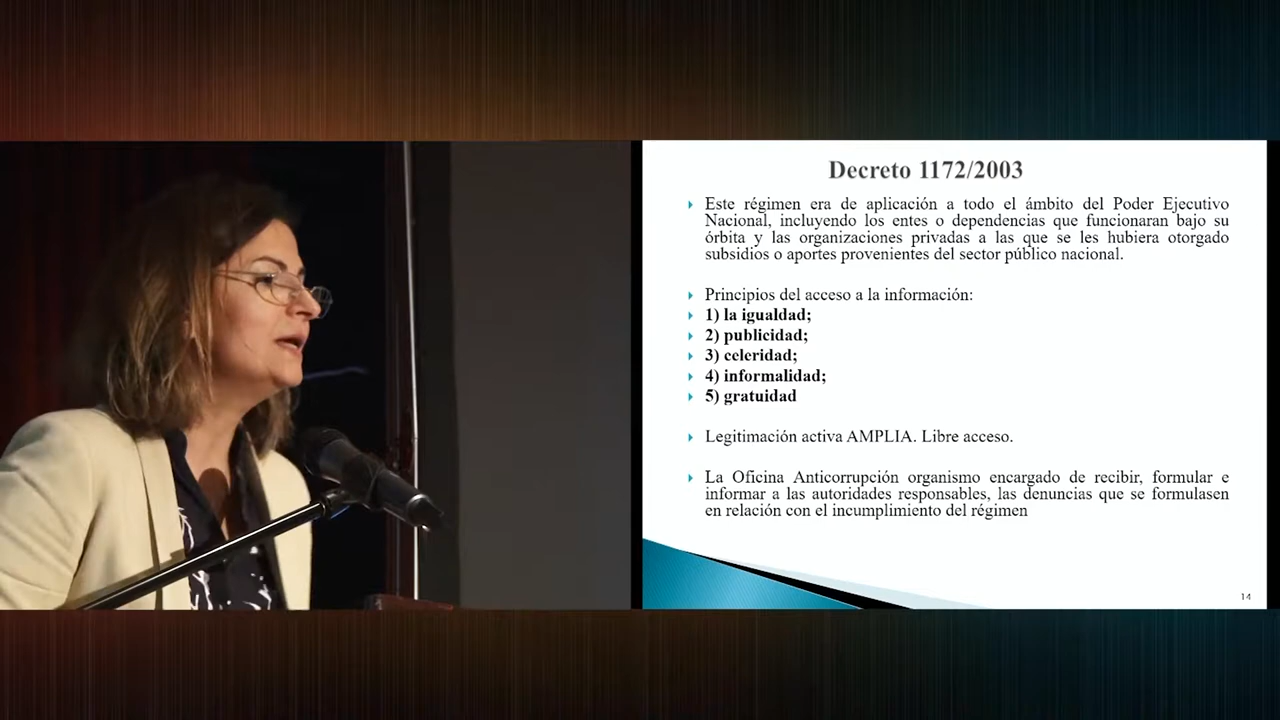 Decreto 1172/2003
Este régimen era de aplicación a todo el ámbito del Poder Ejecutivo
Nacional, incluyendo los entes o dependencias que funcionaran bajo su
órbita y las organizaciones privadas a las que se les hubiera otorgado
subsidios o aportes provenientes del sector público nacional.
Principios del acceso a la información:
1) la igualdad;
2) publicidad;
3) celeridad;
4) informalidad;
5) gratuidad
Legitimación activa AMPLIA. Libre acceso.
La Oficina Anticorrupción organismo encargado de recibir, formular e
informar a las autoridades responsables, las denuncias que se formulasen
en relación con el incumplimiento del régimen
14